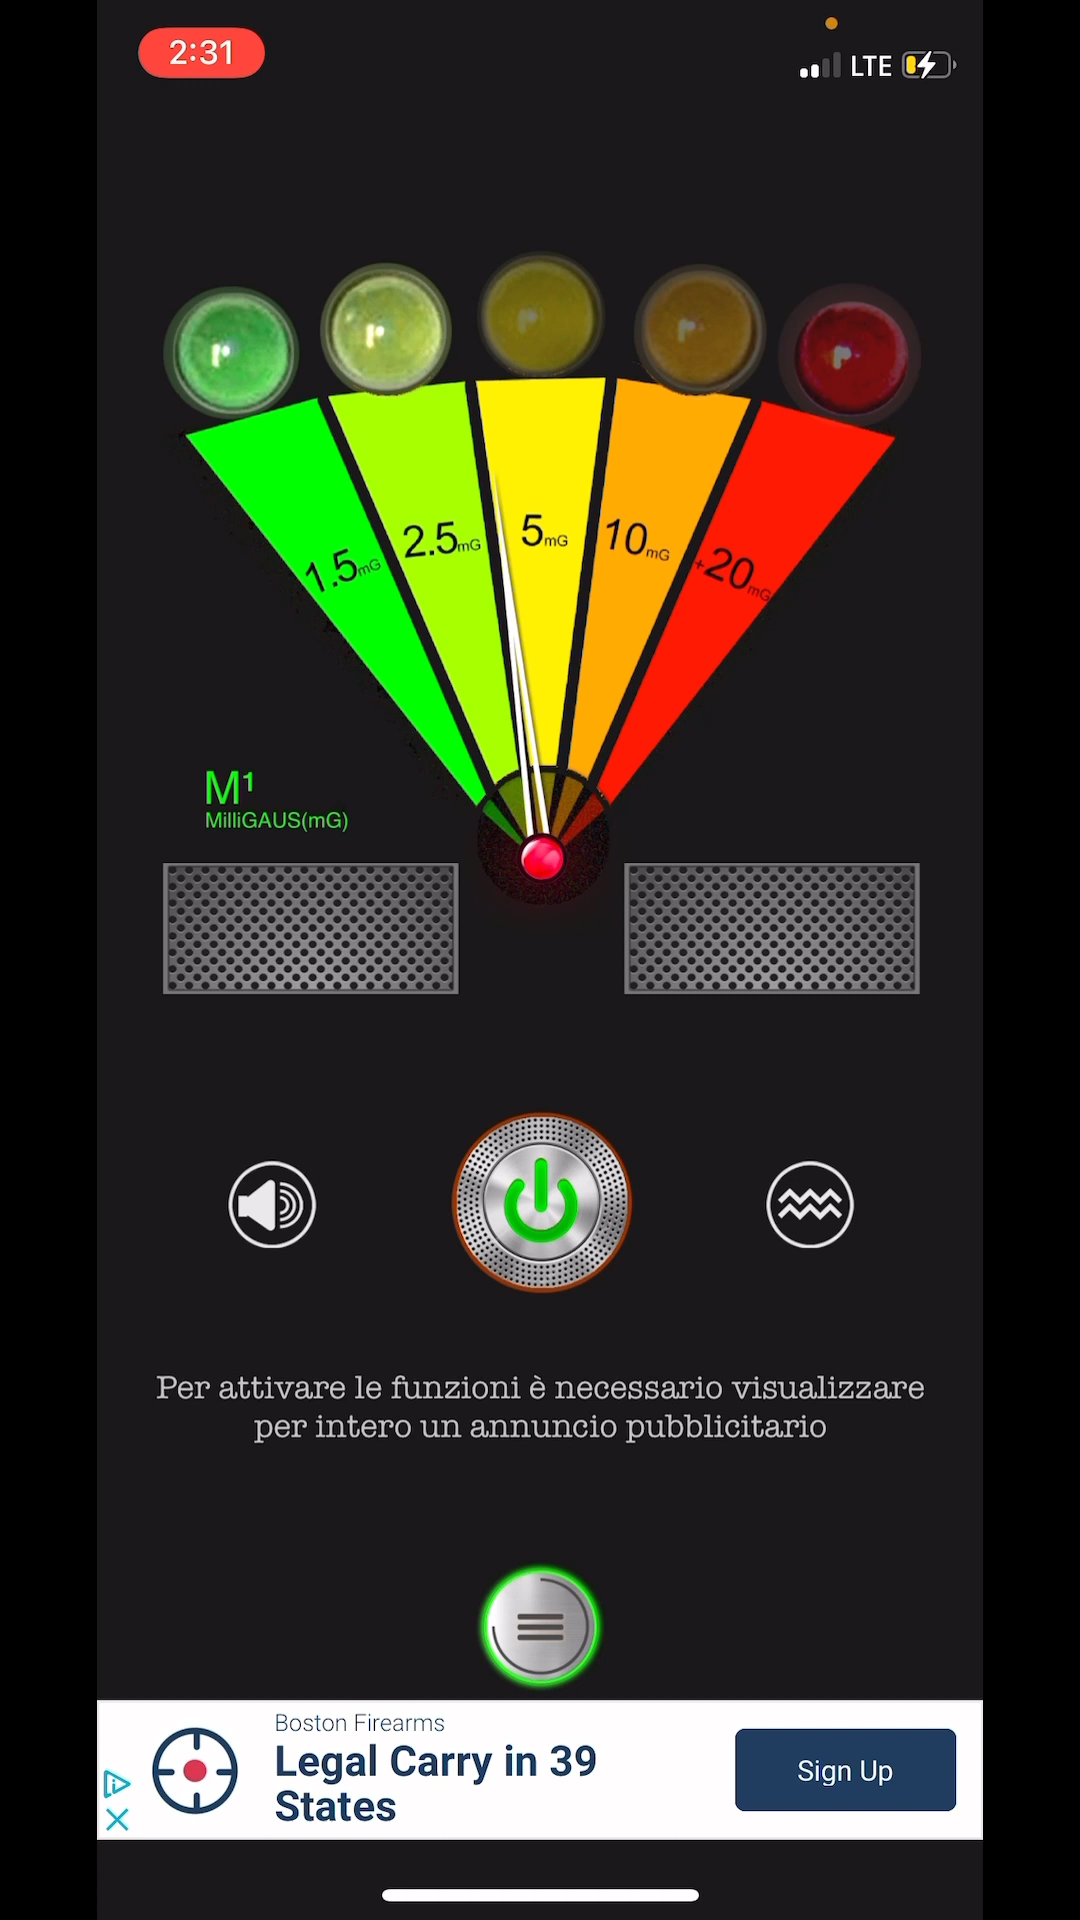 2:31
LTE
1.5mG
2.5mG
5mG
10mG
+20mG
M¹
MilliGAUS(mG)
Per attivare le funzioni è necessario visualizzare
per intero un annuncio pubblicitario
Boston Firearms
Legal Carry in 39
States
Sign Up